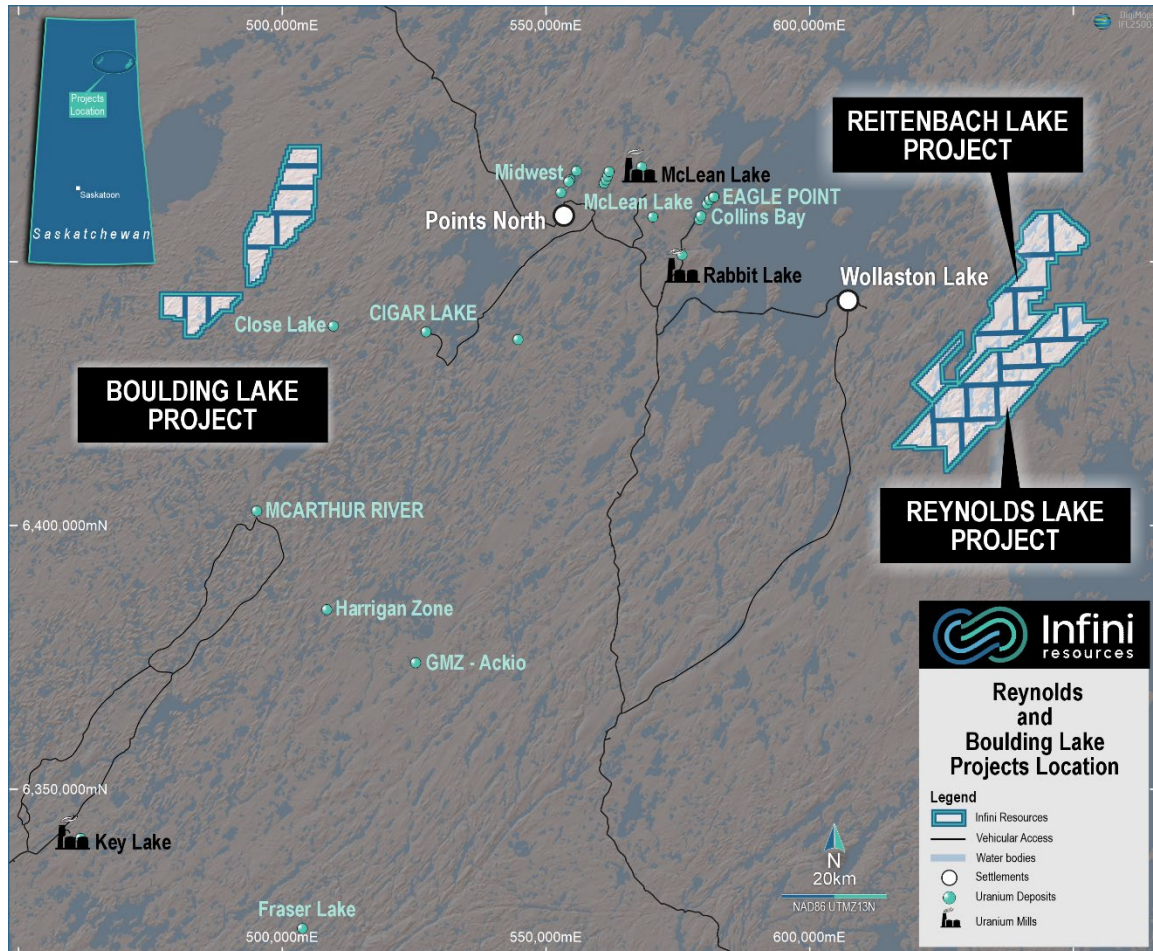 500,000mE
550,000mE
600,000mE
DigiMaps
IFL2500
Projects
Location
Saskatoon
Saskatchewan
REITENBACH LAKE
PROJECT
Midwest
McLean Lake
McLean Lake
EAGLE POINT
Collins Bay
Points North
Rabbit Lake
Wollaston Lake
Close Lake
CIGAR LAKE
BOULDING LAKE
PROJECT
MCARTHUR RIVER
6,400,000mN
REYNOLDS LAKE
PROJECT
Harrigan Zone
GMZ - Ackio
6,350,000mN
Key Lake
Fraser Lake
500,000mE
550,000mE
600,000mE
N
20km
NAD86 UTMZ13N
Infini
resources
Reynolds
and
Boulding Lake
Projects Location
Legend
Infini Resources
Vehicular Access
Water bodies
Settlements
Uranium Deposits
Uranium Mills